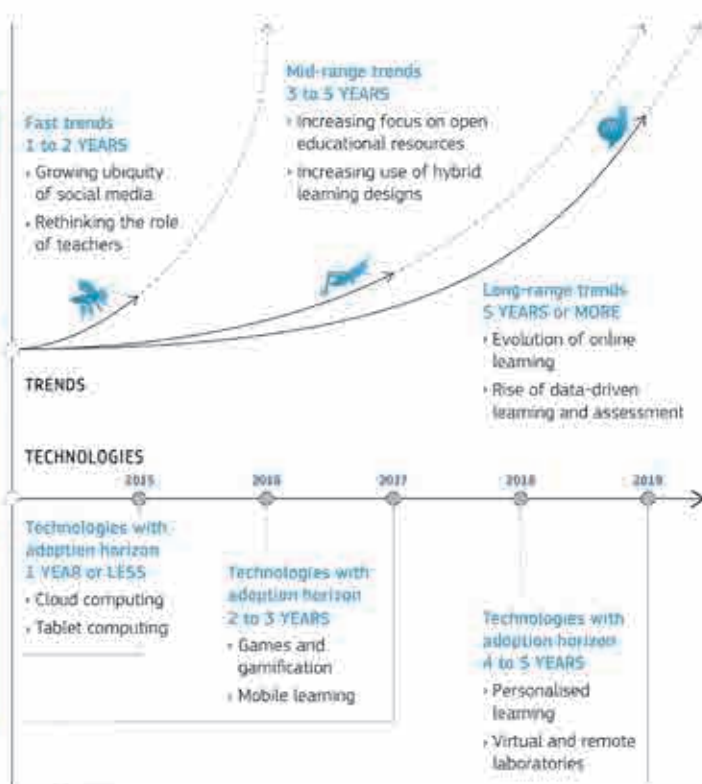 Fast trends
1 to 2 YEARS
› Growing ubiquity
of social media
› Rethinking the role
of teachers
Mid-range trends
3 to 5 YEARS
› Increasing focus on open
educational resources
› Increasing use of hybrid
learning designs
Long-range trends
5 YEARS or MORE
› Evolution of online
learning
› Rise of data-driven
learning and assessment
TRENDS
TECHNOLOGIES
2015
2016
2017
2018
2019
Technologies with
adoption horizon
1 YEAR or LESS
› Cloud computing
› Tablet computing
Technologies with
adoption horizon
2 to 3 YEARS
› Games and
gamification
› Mobile learning
Technologies with
adoption horizon
4 to 5 YEARS
› Personalised
learning
› Virtual and remote
laboratories